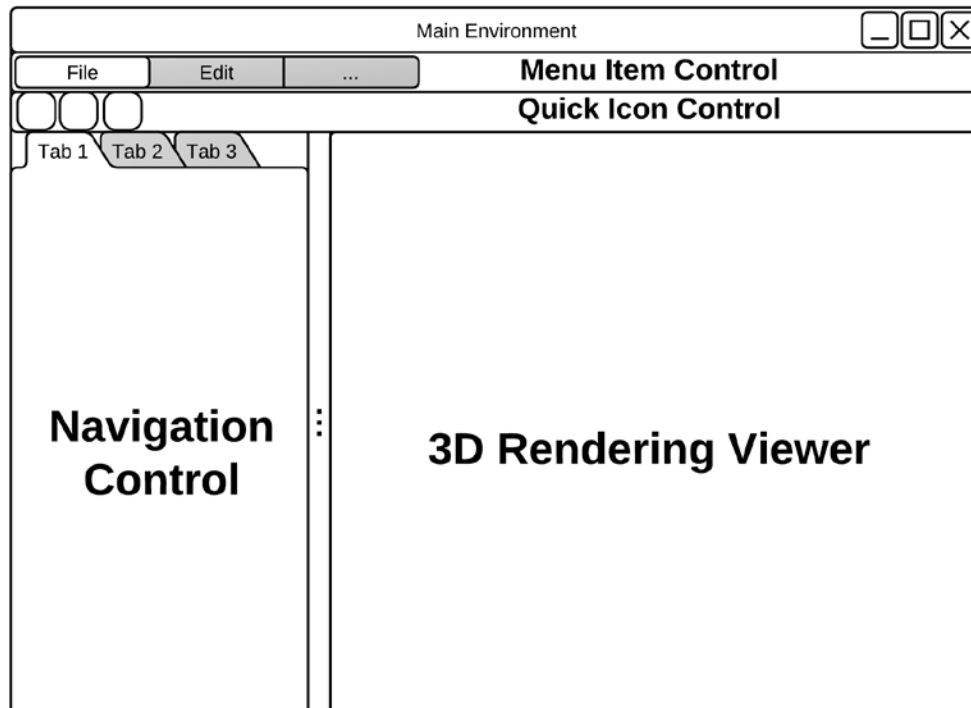 Main Environment
File Edit ... Menu Item Control
Quick Icon Control
Tab 1 Tab 2 Tab 3
Navigation
Control
3D Rendering Viewer